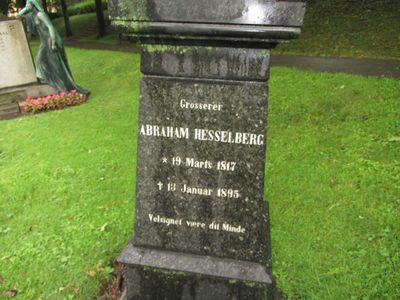 Grosserer
ABRAHAM HESSELBERG
* 19 Marts 1817
† 13 Januar 1895
Velsignet være dit Minde